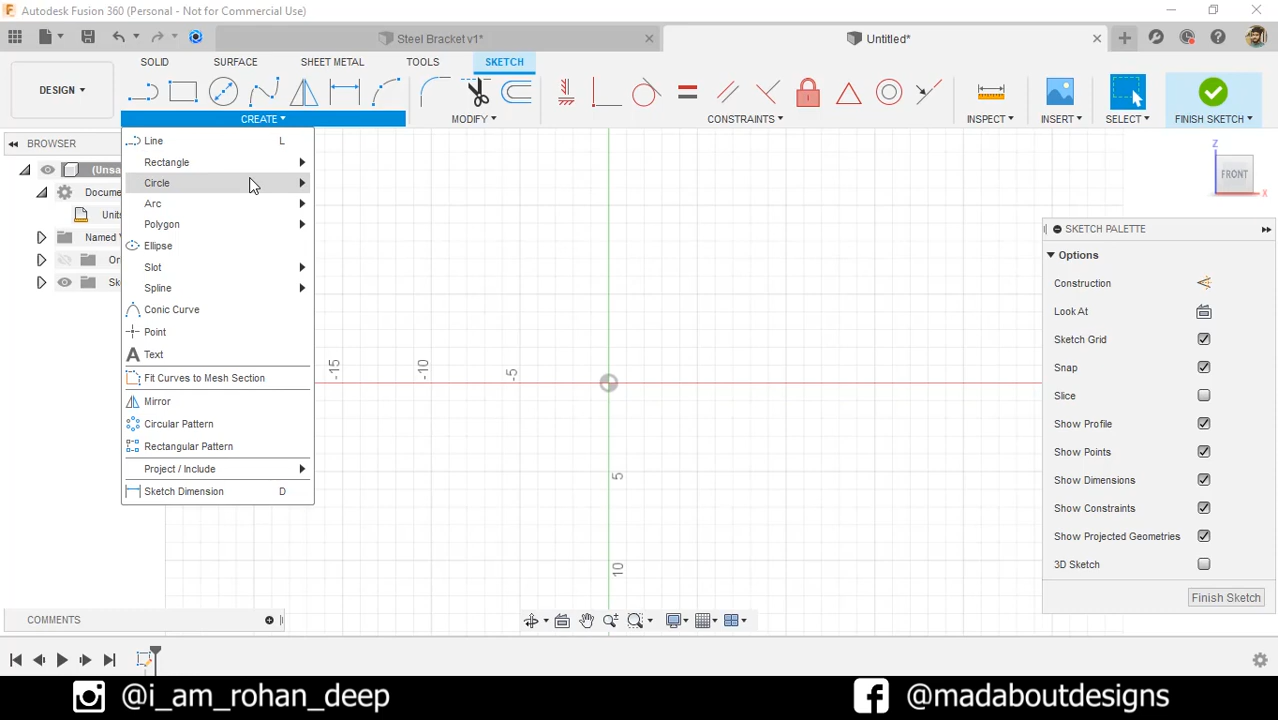 Autodesk Fusion 360 (Personal - Not for Commercial Use)
Steel Bracket v1*
Untitled*
SOLID
SURFACE
SHEET METAL
TOOLS
SKETCH
DESIGN
CREATE
MODIFY
CONSTRAINTS
INSPECT
INSERT
SELECT
FINISH SKETCH
BROWSER
(Unsa
Docume
Units
Named V
Or
Ske
Line L
Rectangle
Circle
Arc
Polygon
Ellipse
Slot
Spline
Conic Curve
Point
Text
Fit Curves to Mesh Section
Mirror
Circular Pattern
Rectangular Pattern
Project / Include
Sketch Dimension D
-15
-10
-5
5
10
Z
FRONT
X
SKETCH PALETTE
Options
Construction
Look At
Sketch Grid
Snap
Slice
Show Profile
Show Points
Show Dimensions
Show Constraints
Show Projected Geometries
3D Sketch
Finish Sketch
COMMENTS
@i_am_rohan_deep
@madaboutdesigns